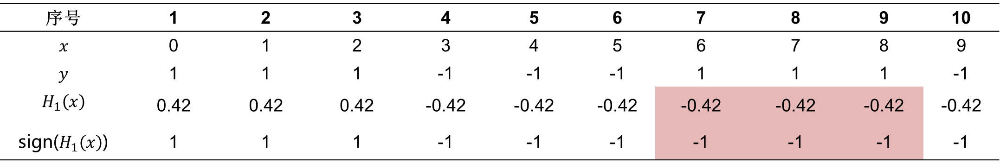 序号 1 2 3 4 5 6 7 8 9 10
x 0 1 2 3 4 5 6 7 8 9
y 1 1 1 -1 -1 -1 1 1 1 -1
H₁(x) 0.42 0.42 0.42 -0.42 -0.42 -0.42 -0.42 -0.42 -0.42 -0.42
sign(H₁(x)) 1 1 1 -1 -1 -1 -1 -1 -1 -1